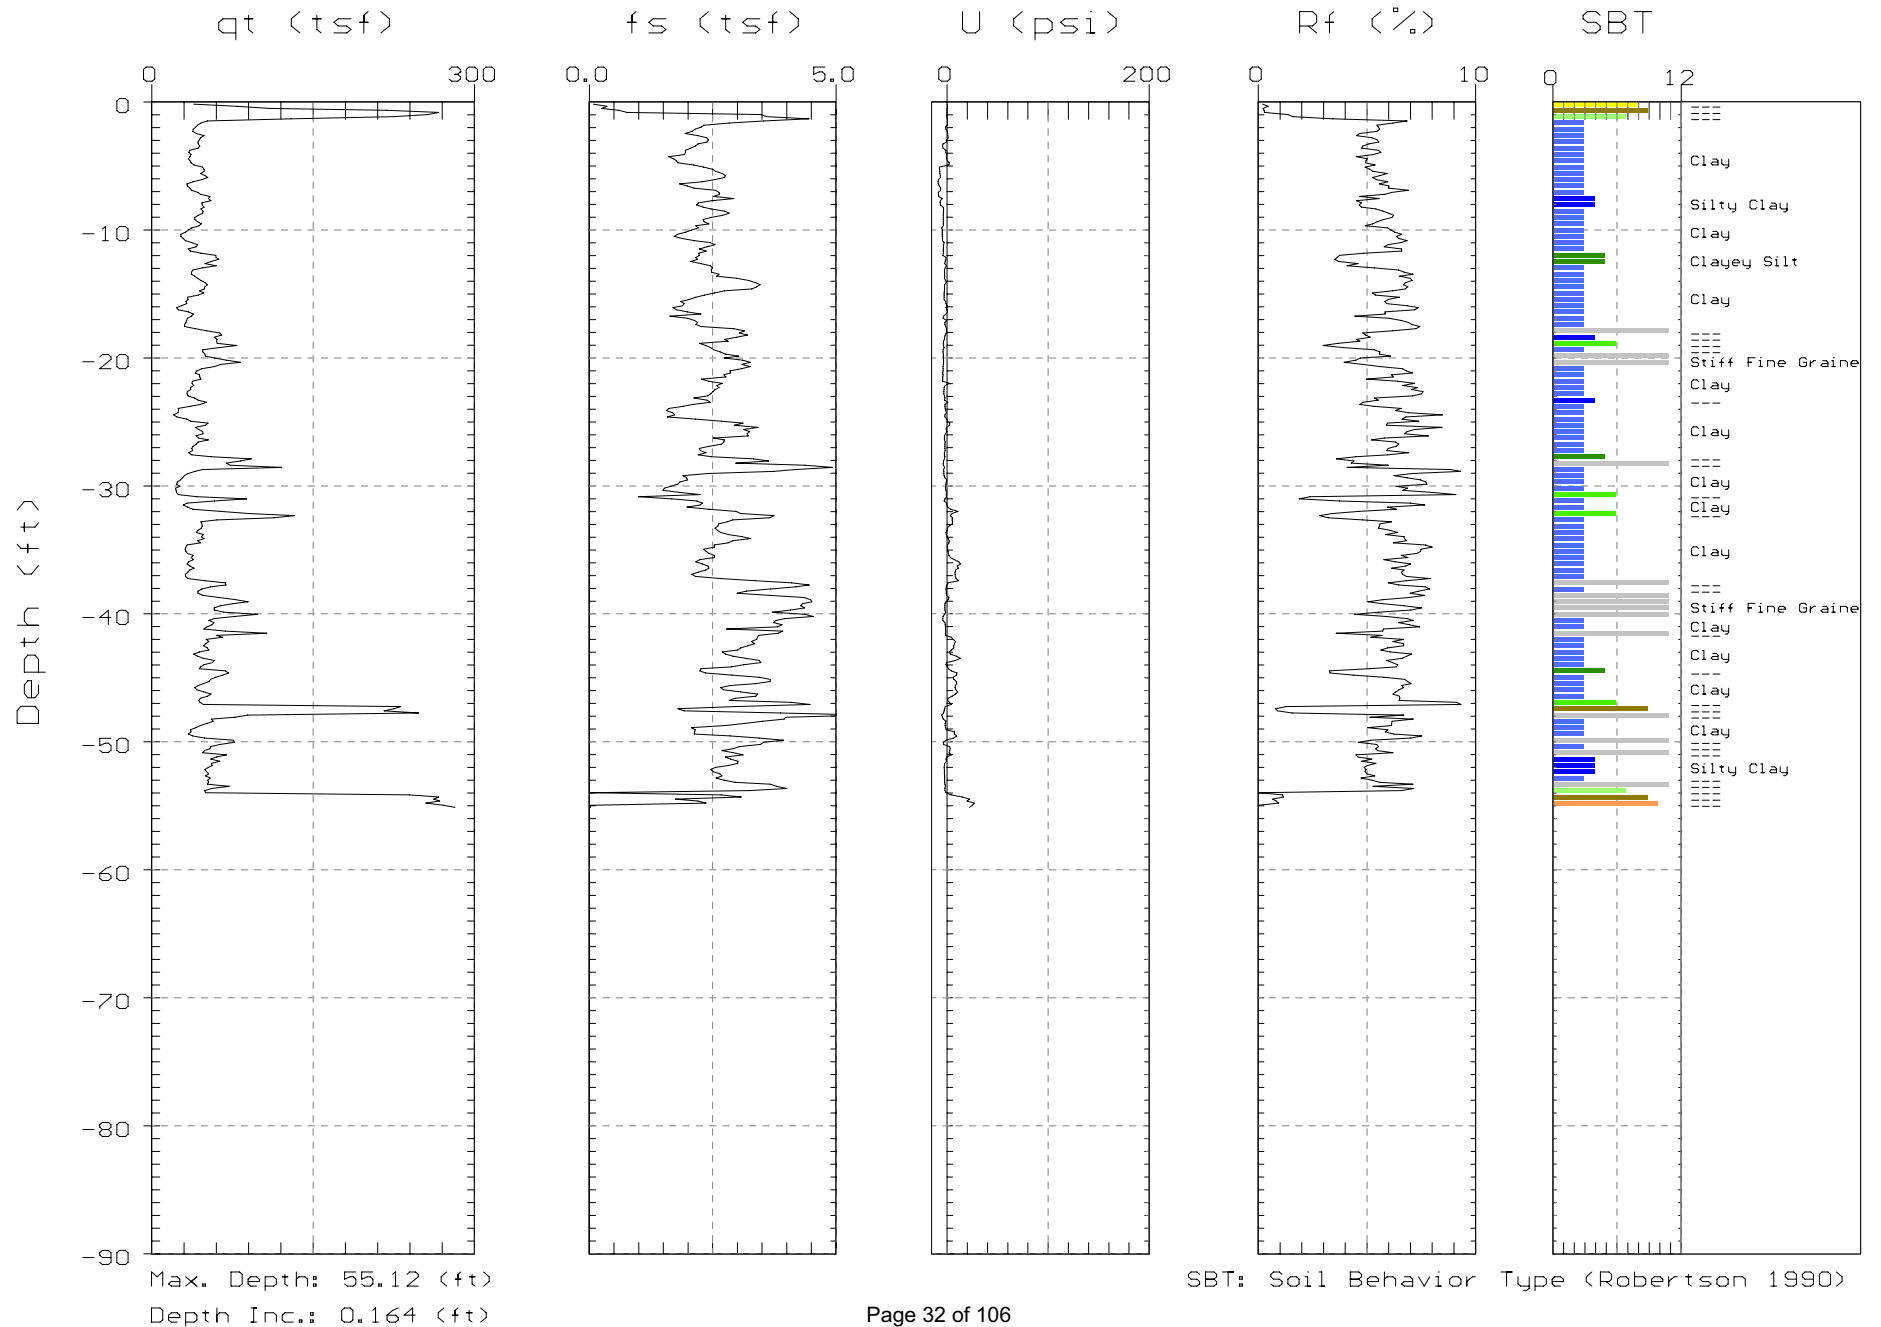 qt (tsf) fs (tsf) U (psi) Rf (%) SBT
0 300 0.0 5.0 0 200 0 10 0 12
0
---
---
---
Clay
Silty Clay
-10
Clay
Clayey Silt
Clay
---
---
---
---
-20
Stiff Fine Graine
Clay
---
Clay
---
---
-30
Clay
---
Clay
---
Clay
---
---
-40
Stiff Fine Graine
Clay
---
Clay
---
Clay
---
---
---
Clay
-50
---
---
---
Silty Clay
---
---
---
---
---
-60
-70
-80
-90
Depth (ft)
Max. Depth: 55.12 (ft)
Depth Inc.: 0.164 (ft)
SBT: Soil Behavior Type (Robertson 1990)
Page 32 of 106